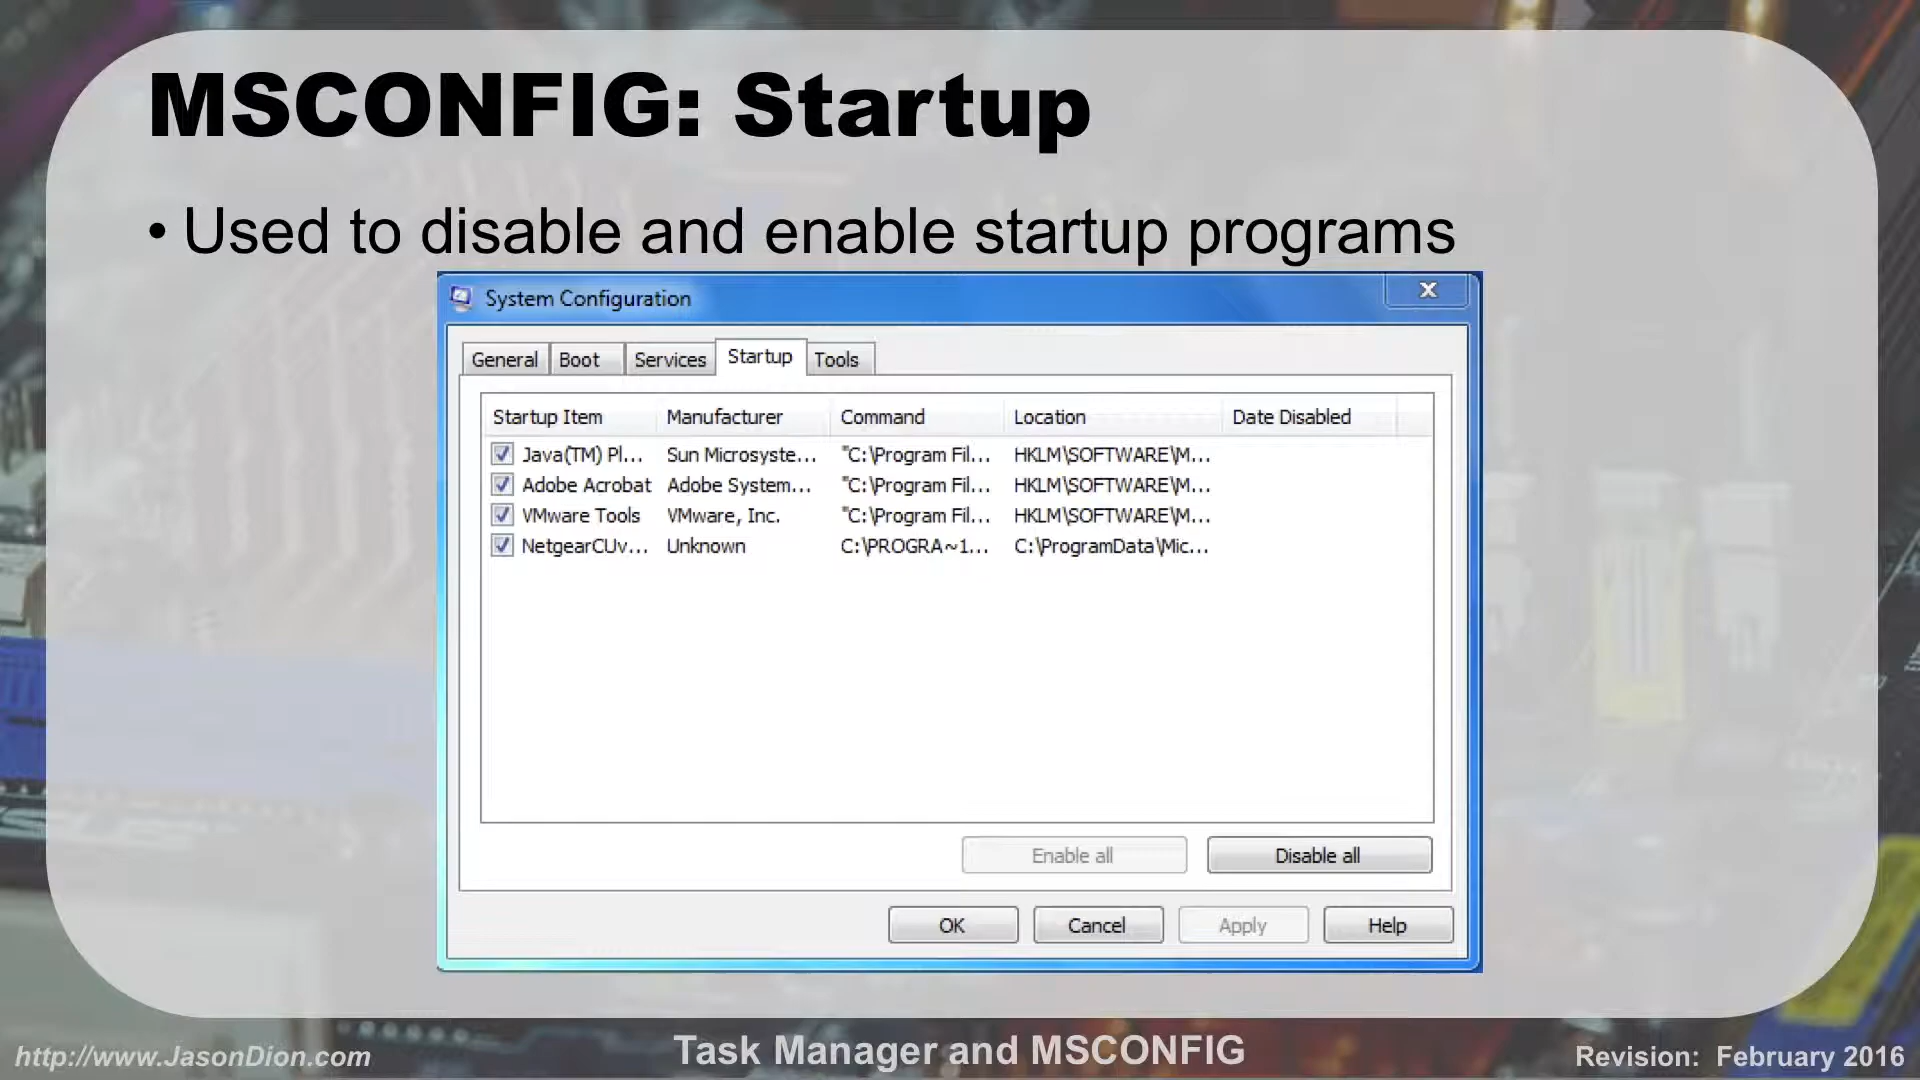 MSCONFIG: Startup
• Used to disable and enable startup programs
System Configuration
X
General Boot Services Startup Tools
Startup Item Manufacturer Command Location Date Disabled
Java(TM) Pl... Sun Microsyste... "C:\Program Fil... HKLM\SOFTWARE\M...
Adobe Acrobat Adobe System... "C:\Program Fil... HKLM\SOFTWARE\M...
VMware Tools VMware, Inc. "C:\Program Fil... HKLM\SOFTWARE\M...
NetgearCUv... Unknown C:\PROGRA~1... C:\ProgramData\Mic...
Enable all Disable all
OK Cancel Apply Help
http://www.JasonDion.com Task Manager and MSCONFIG Revision: February 2016